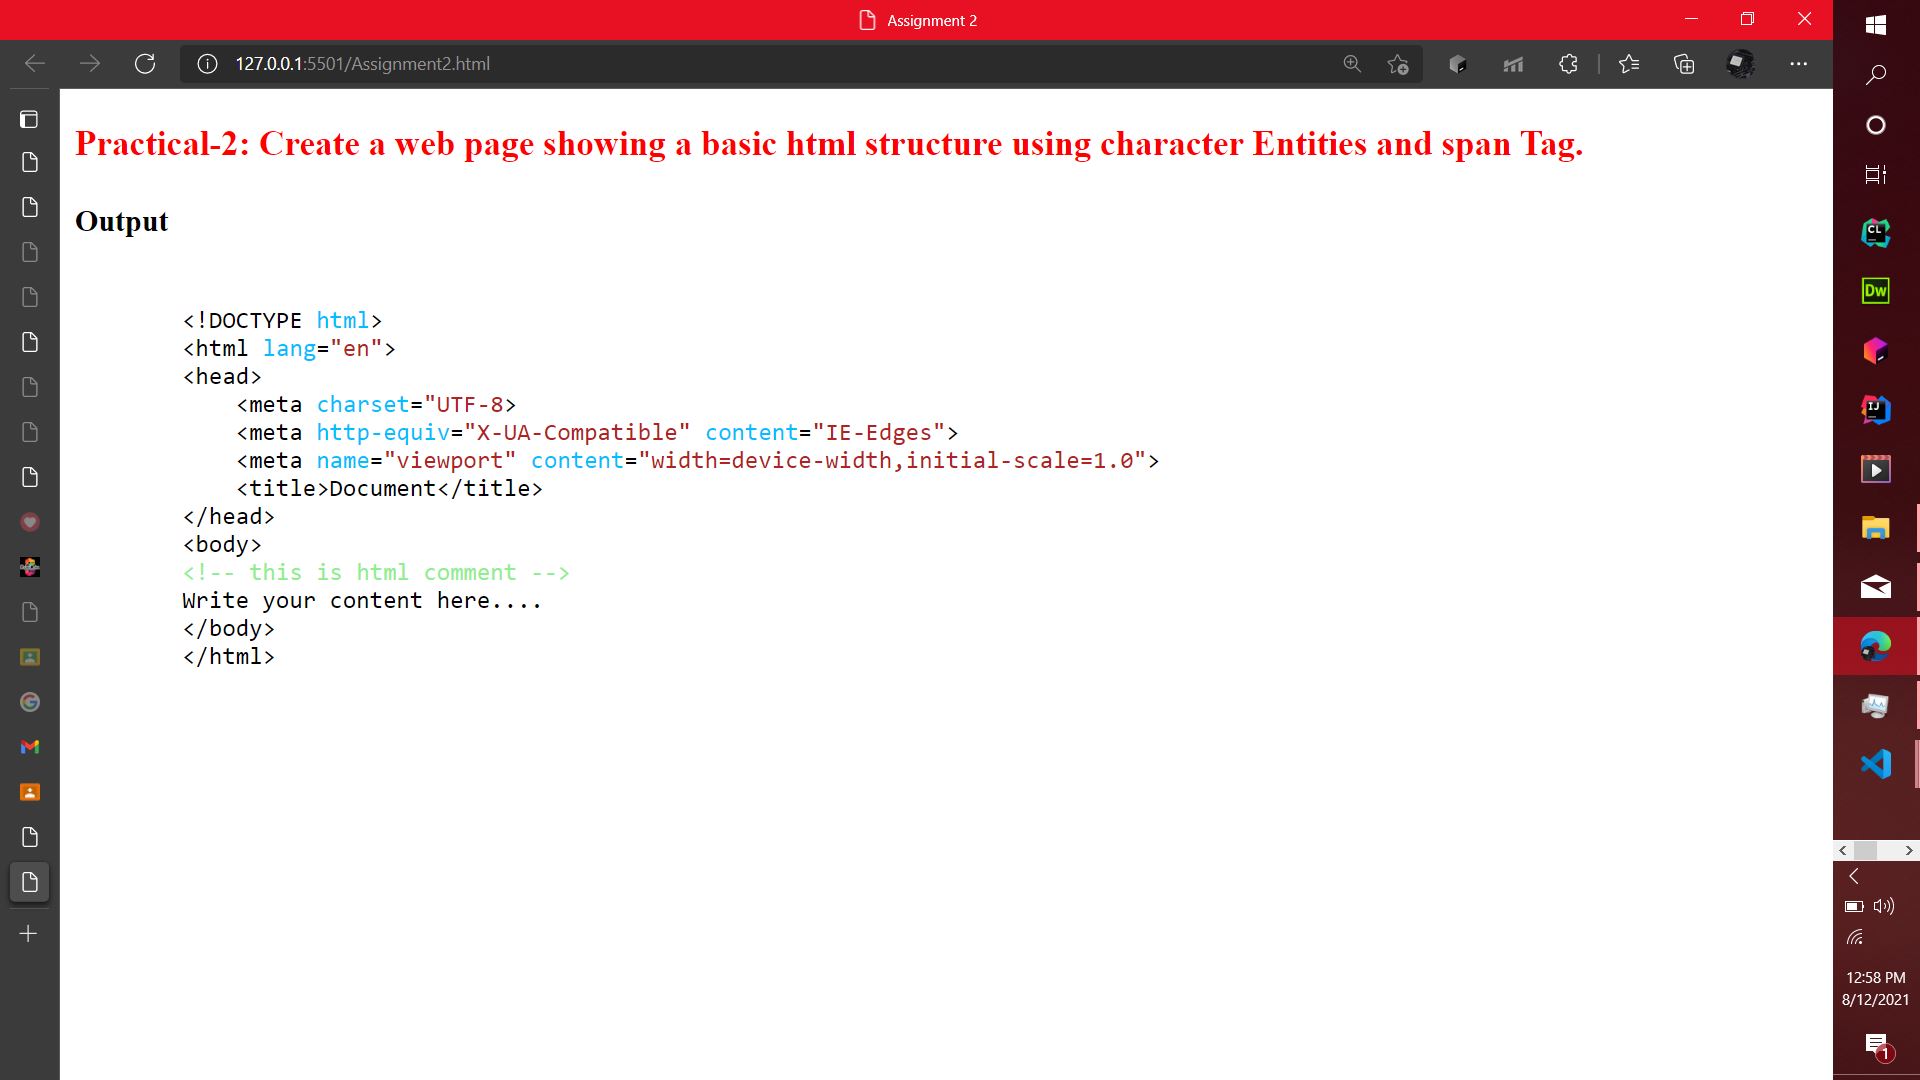 Assignment 2
127.0.0.1:5501/Assignment2.html
Practical-2: Create a web page showing a basic html structure using character Entities and span Tag.
Output
<!DOCTYPE html>
<html lang="en">
<head>
    <meta charset="UTF-8>
    <meta http-equiv="X-UA-Compatible" content="IE-Edges">
    <meta name="viewport" content="width=device-width,initial-scale=1.0">
    <title>Document</title>
</head>
<body>
<!-- this is html comment -->
Write your content here....
</body>
</html>
CL
Dw
IJ
12:58 PM
8/12/2021
1